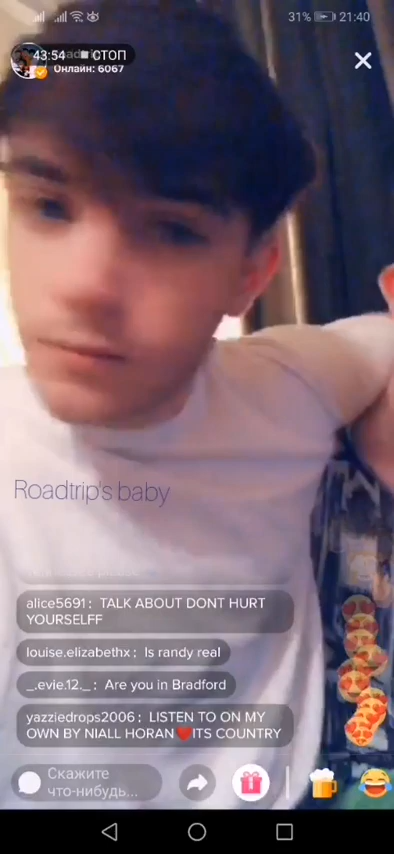 31% 21:40
43:54 СТОП
Онлайн: 6067
Roadtrip's baby
alice5691: TALK ABOUT DONT HURT
YOURSELFF
louise.elizabethx: Is randy real
_.evie.12._: Are you in Bradford
yazziedrops2006: LISTEN TO ON MY
OWN BY NIALL HORAN❤️ITS COUNTRY
Скажите
что-нибудь...